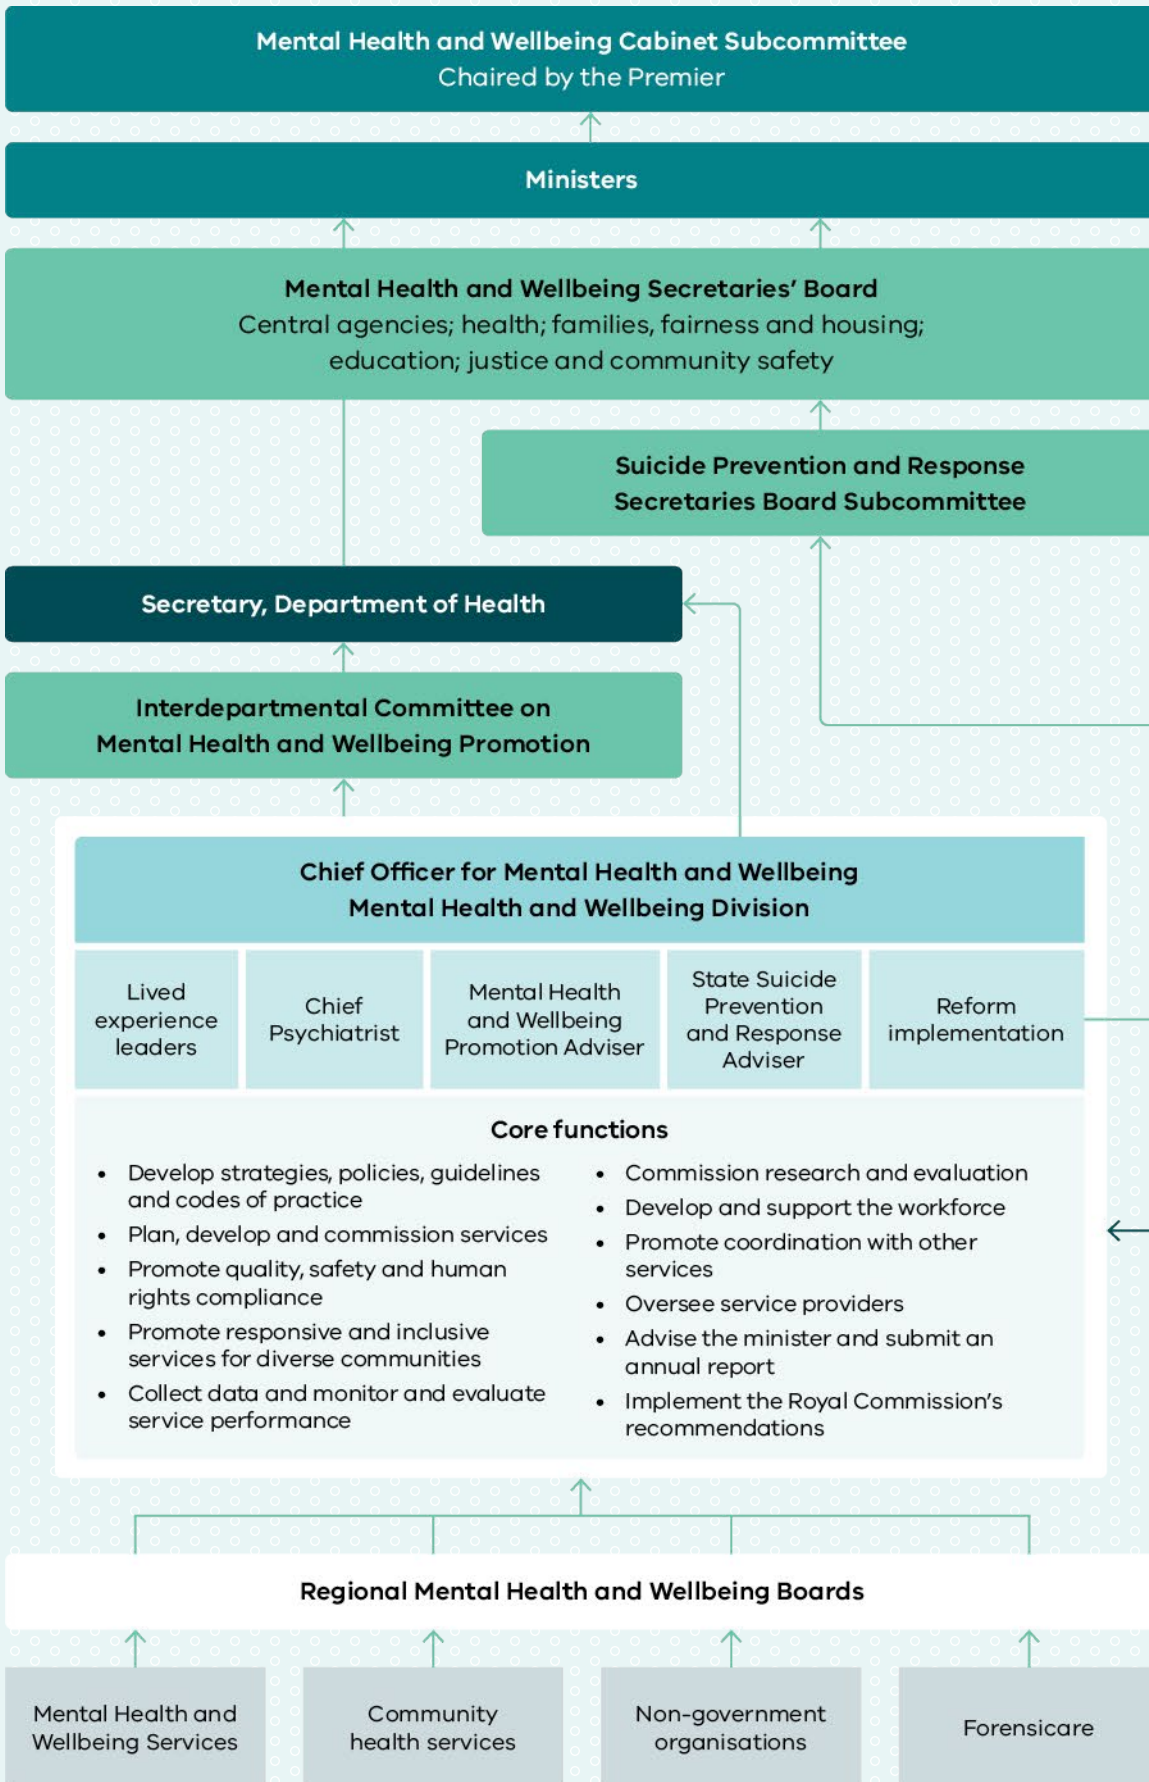 Mental Health and Wellbeing Cabinet Subcommittee
Chaired by the Premier
Ministers
Mental Health and Wellbeing Secretaries’ Board
Central agencies; health; families, fairness and housing;
education; justice and community safety
Suicide Prevention and Response
Secretaries Board Subcommittee
Secretary, Department of Health
Interdepartmental Committee on
Mental Health and Wellbeing Promotion
Chief Officer for Mental Health and Wellbeing
Mental Health and Wellbeing Division
Lived
experience
leaders
Chief
Psychiatrist
Mental Health
and Wellbeing
Promotion Adviser
State Suicide
Prevention
and Response
Adviser
Reform
implementation
Core functions
• Develop strategies, policies, guidelines
and codes of practice
• Plan, develop and commission services
• Promote quality, safety and human
rights compliance
• Promote responsive and inclusive
services for diverse communities
• Collect data and monitor and evaluate
service performance
• Commission research and evaluation
• Develop and support the workforce
• Promote coordination with other
services
• Oversee service providers
• Advise the minister and submit an
annual report
• Implement the Royal Commission’s
recommendations
Regional Mental Health and Wellbeing Boards
Mental Health and
Wellbeing Services
Community
health services
Non-government
organisations
Forensicare